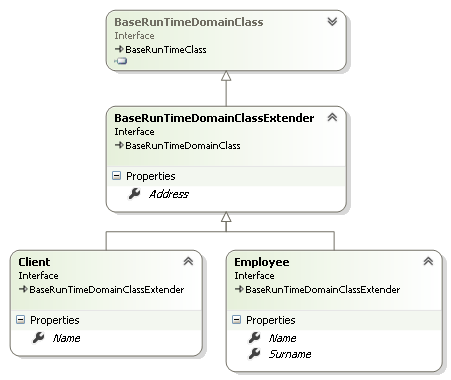 BaseRunTimeDomainClass
Interface
BaseRunTimeClass
BaseRunTimeDomainClassExtender
Interface
BaseRunTimeDomainClass
Properties
Address
Client
Interface
BaseRunTimeDomainClassExtender
Properties
Name
Employee
Interface
BaseRunTimeDomainClassExtender
Properties
Name
Surname